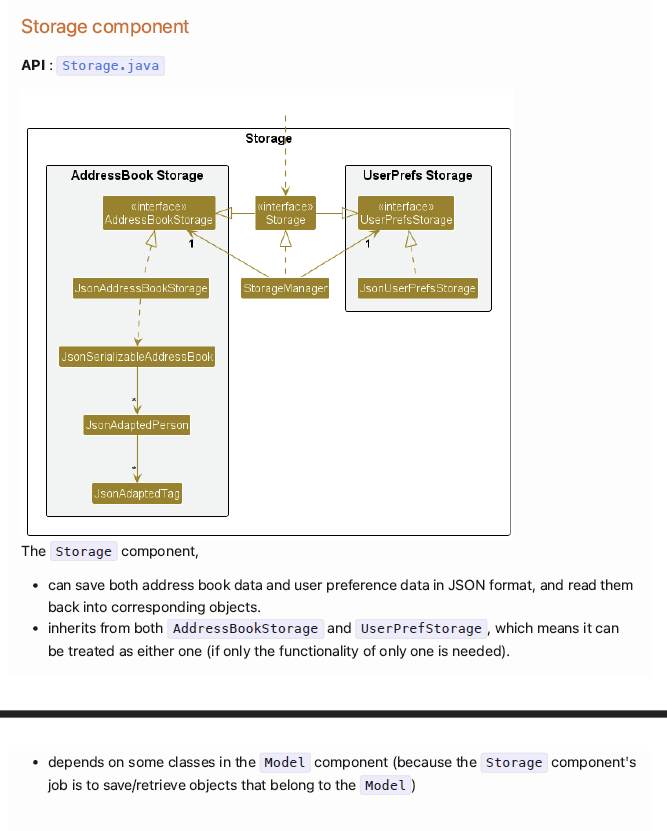 Storage component
API : Storage.java
Storage
AddressBook Storage
UserPrefs Storage
«interface»
AddressBookStorage
«interface»
Storage
«interface»
UserPrefsStorage
1
1
JsonAddressBookStorage
StorageManager
JsonUserPrefsStorage
JsonSerializableAddressBook
*
JsonAdaptedPerson
*
JsonAdaptedTag
The Storage component,
• can save both address book data and user preference data in JSON format, and read them
back into corresponding objects.
• inherits from both AddressBookStorage and UserPrefStorage, which means it can
be treated as either one (if only the functionality of only one is needed).
• depends on some classes in the Model component (because the Storage component's
job is to save/retrieve objects that belong to the Model)